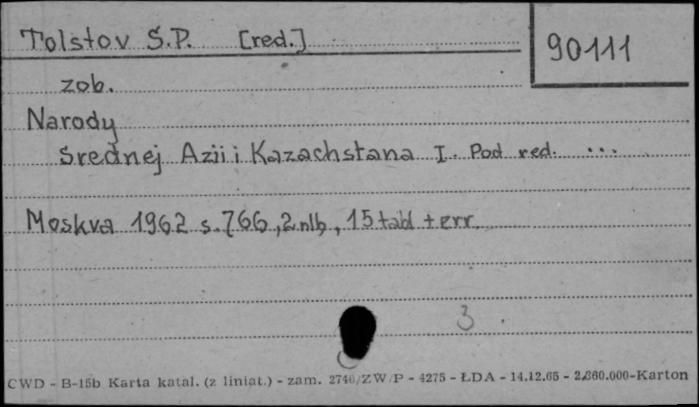 Tolstov S.P. [red.]
90111
zob.
Narody
Srednej Azii i Kazachstana I. Pod red. ...
Moskva 1962 s. 766, 2 nlb, 15 tabl + err.
3
CWD - B-15b Karta katal. (z liniat.) - zam. 2746/ZW/P - 4275 - ŁDA - 14.12.65 - 2.860.000-Karton